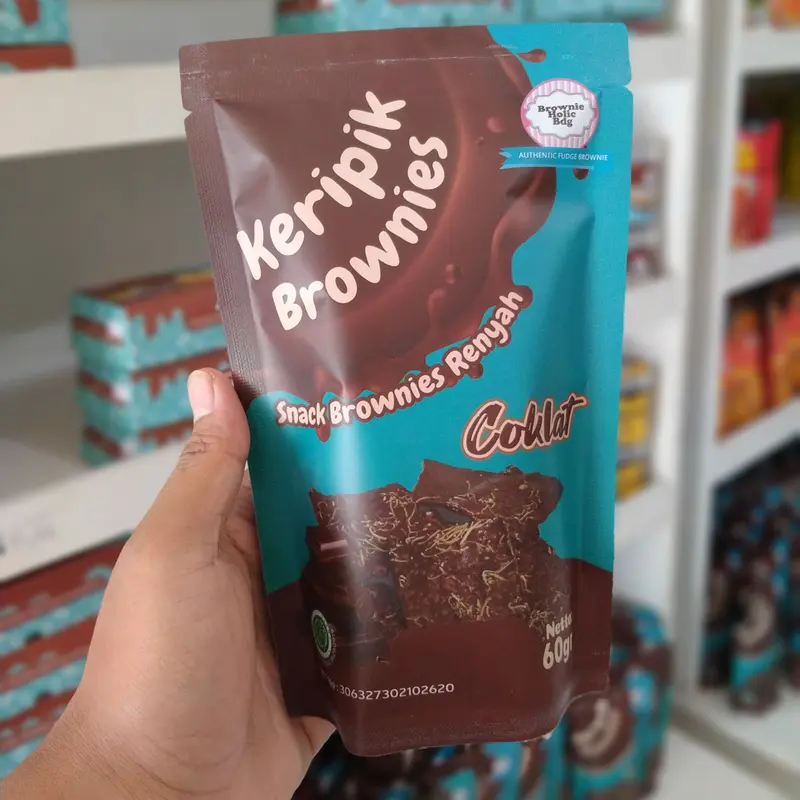 Brownie
Holic
Bdg
AUTHENTIC FUDGE BROWNIE
Keripik
Brownies
Snack Brownies Renyah
Coklat
Netto
60gr
:306327302102620